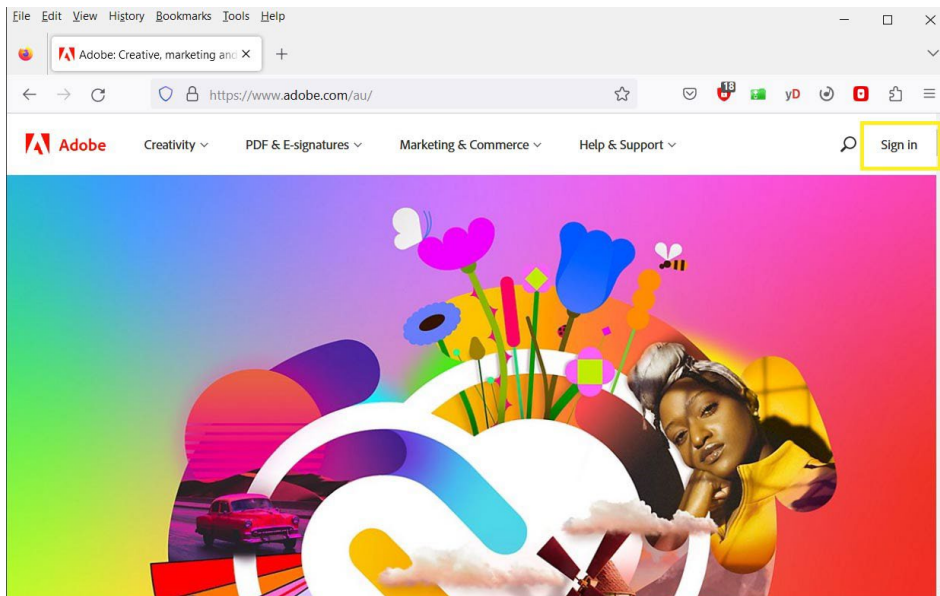 File Edit View History Bookmarks Tools Help
Adobe: Creative, marketing and
https://www.adobe.com/au/
18
yD
Adobe Creativity PDF & E-signatures Marketing & Commerce Help & Support Sign in